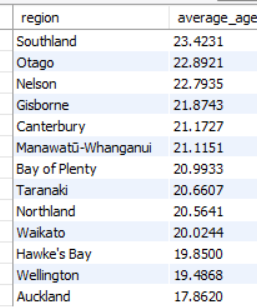 region average_age
Southland 23.4231
Otago 22.8921
Nelson 22.7935
Gisborne 21.8743
Canterbury 21.1727
Manawatū-Whanganui 21.1151
Bay of Plenty 20.9933
Taranaki 20.6607
Northland 20.5641
Waikato 20.0244
Hawke's Bay 19.8500
Wellington 19.4868
Auckland 17.8620